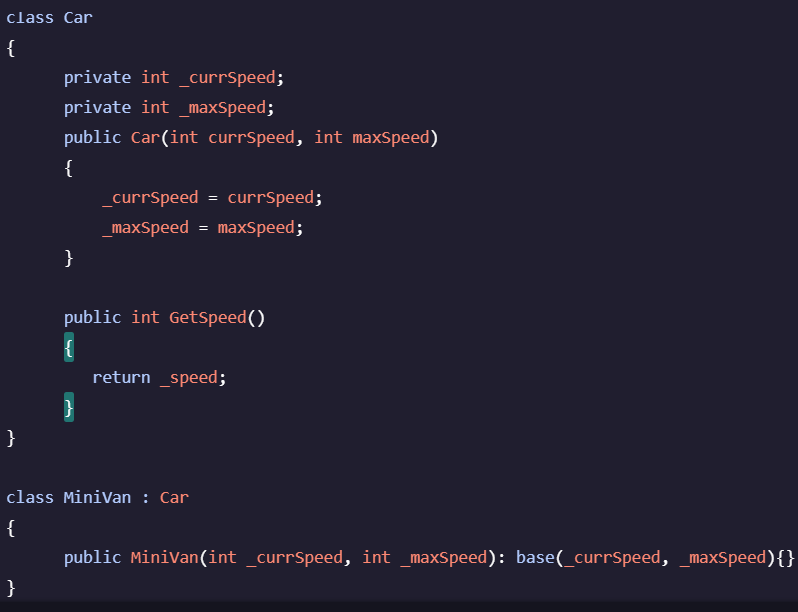 class Car
{
private int _currSpeed;
private int _maxSpeed;
public Car(int currSpeed, int maxSpeed)
{
_currSpeed = currSpeed;
_maxSpeed = maxSpeed;
}
public int GetSpeed()
{
return _speed;
}
}
class MiniVan : Car
{
public MiniVan(int _currSpeed, int _maxSpeed): base(_currSpeed, _maxSpeed){}
}